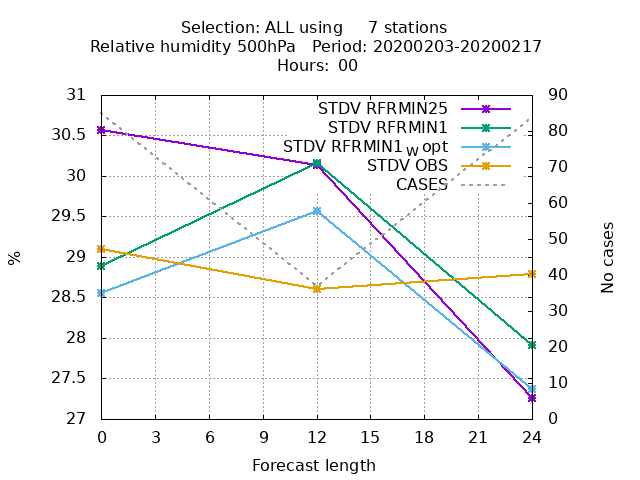 Selection: ALL using     7 stations
Relative humidity 500hPa   Period: 20200203-20200217
Hours: 00
31
30.5
30
29.5
29
28.5
28
27.5
27
%
90
80
70
60
50
40
30
20
10
0
No cases
STDV RFRMIN25
STDV RFRMIN1
STDV RFRMIN1 w opt
STDV OBS
CASES
0 3 6 9 12 15 18 21 24
Forecast length